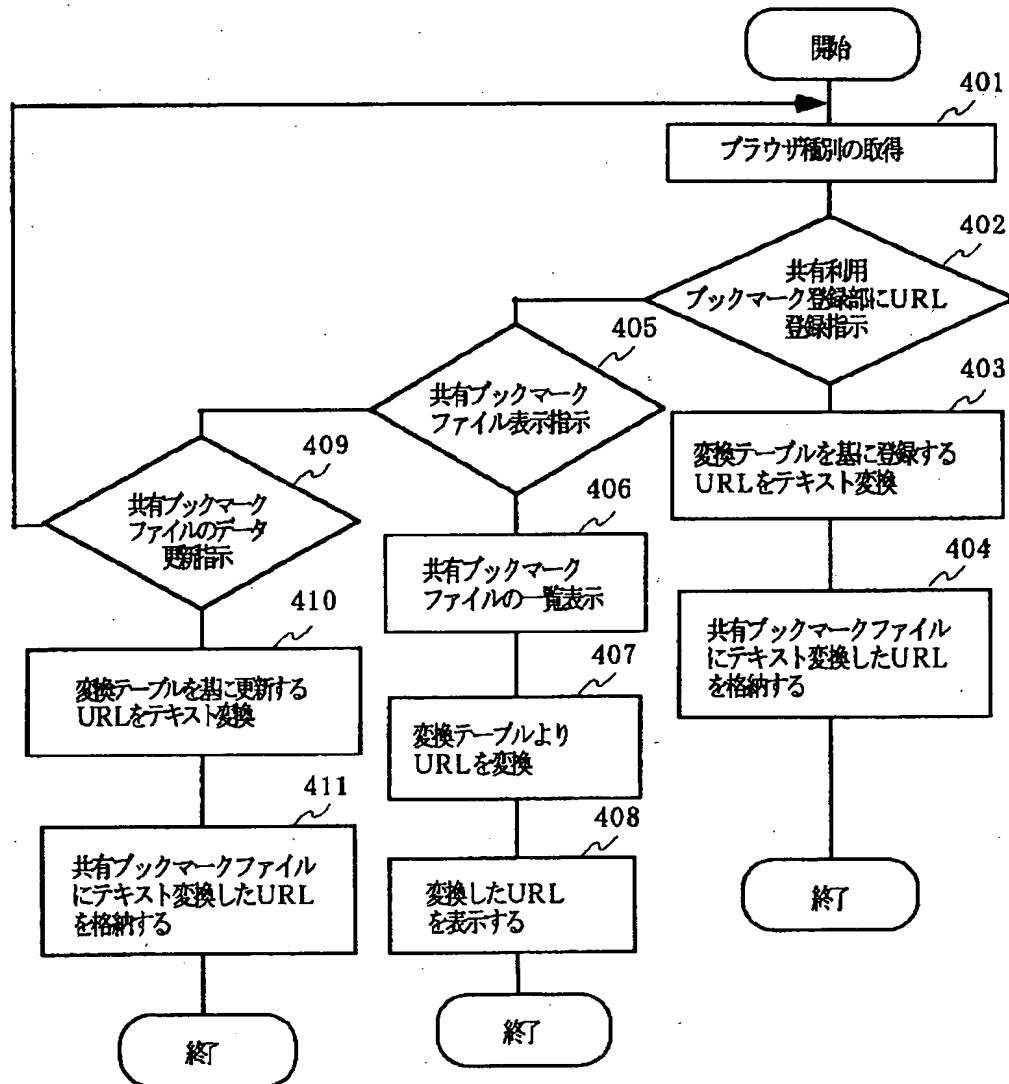 開始
401
ブラウザ種別の取得
402
共有利用
ブックマーク登録部にURL
登録指示
403
変換テーブルを基に登録する
URLをテキスト変換
404
共有ブックマークファイル
にテキスト変換したURL
を格納する
終了
405
共有ブックマーク
ファイル表示指示
406
共有ブックマーク
ファイルの一覧表示
407
変換テーブルより
URLを変換
408
変換したURL
を表示する
終了
409
共有ブックマーク
ファイルのデータ
更新指示
410
変換テーブルを基に更新する
URLをテキスト変換
411
共有ブックマークファイル
にテキスト変換したURL
を格納する
終了